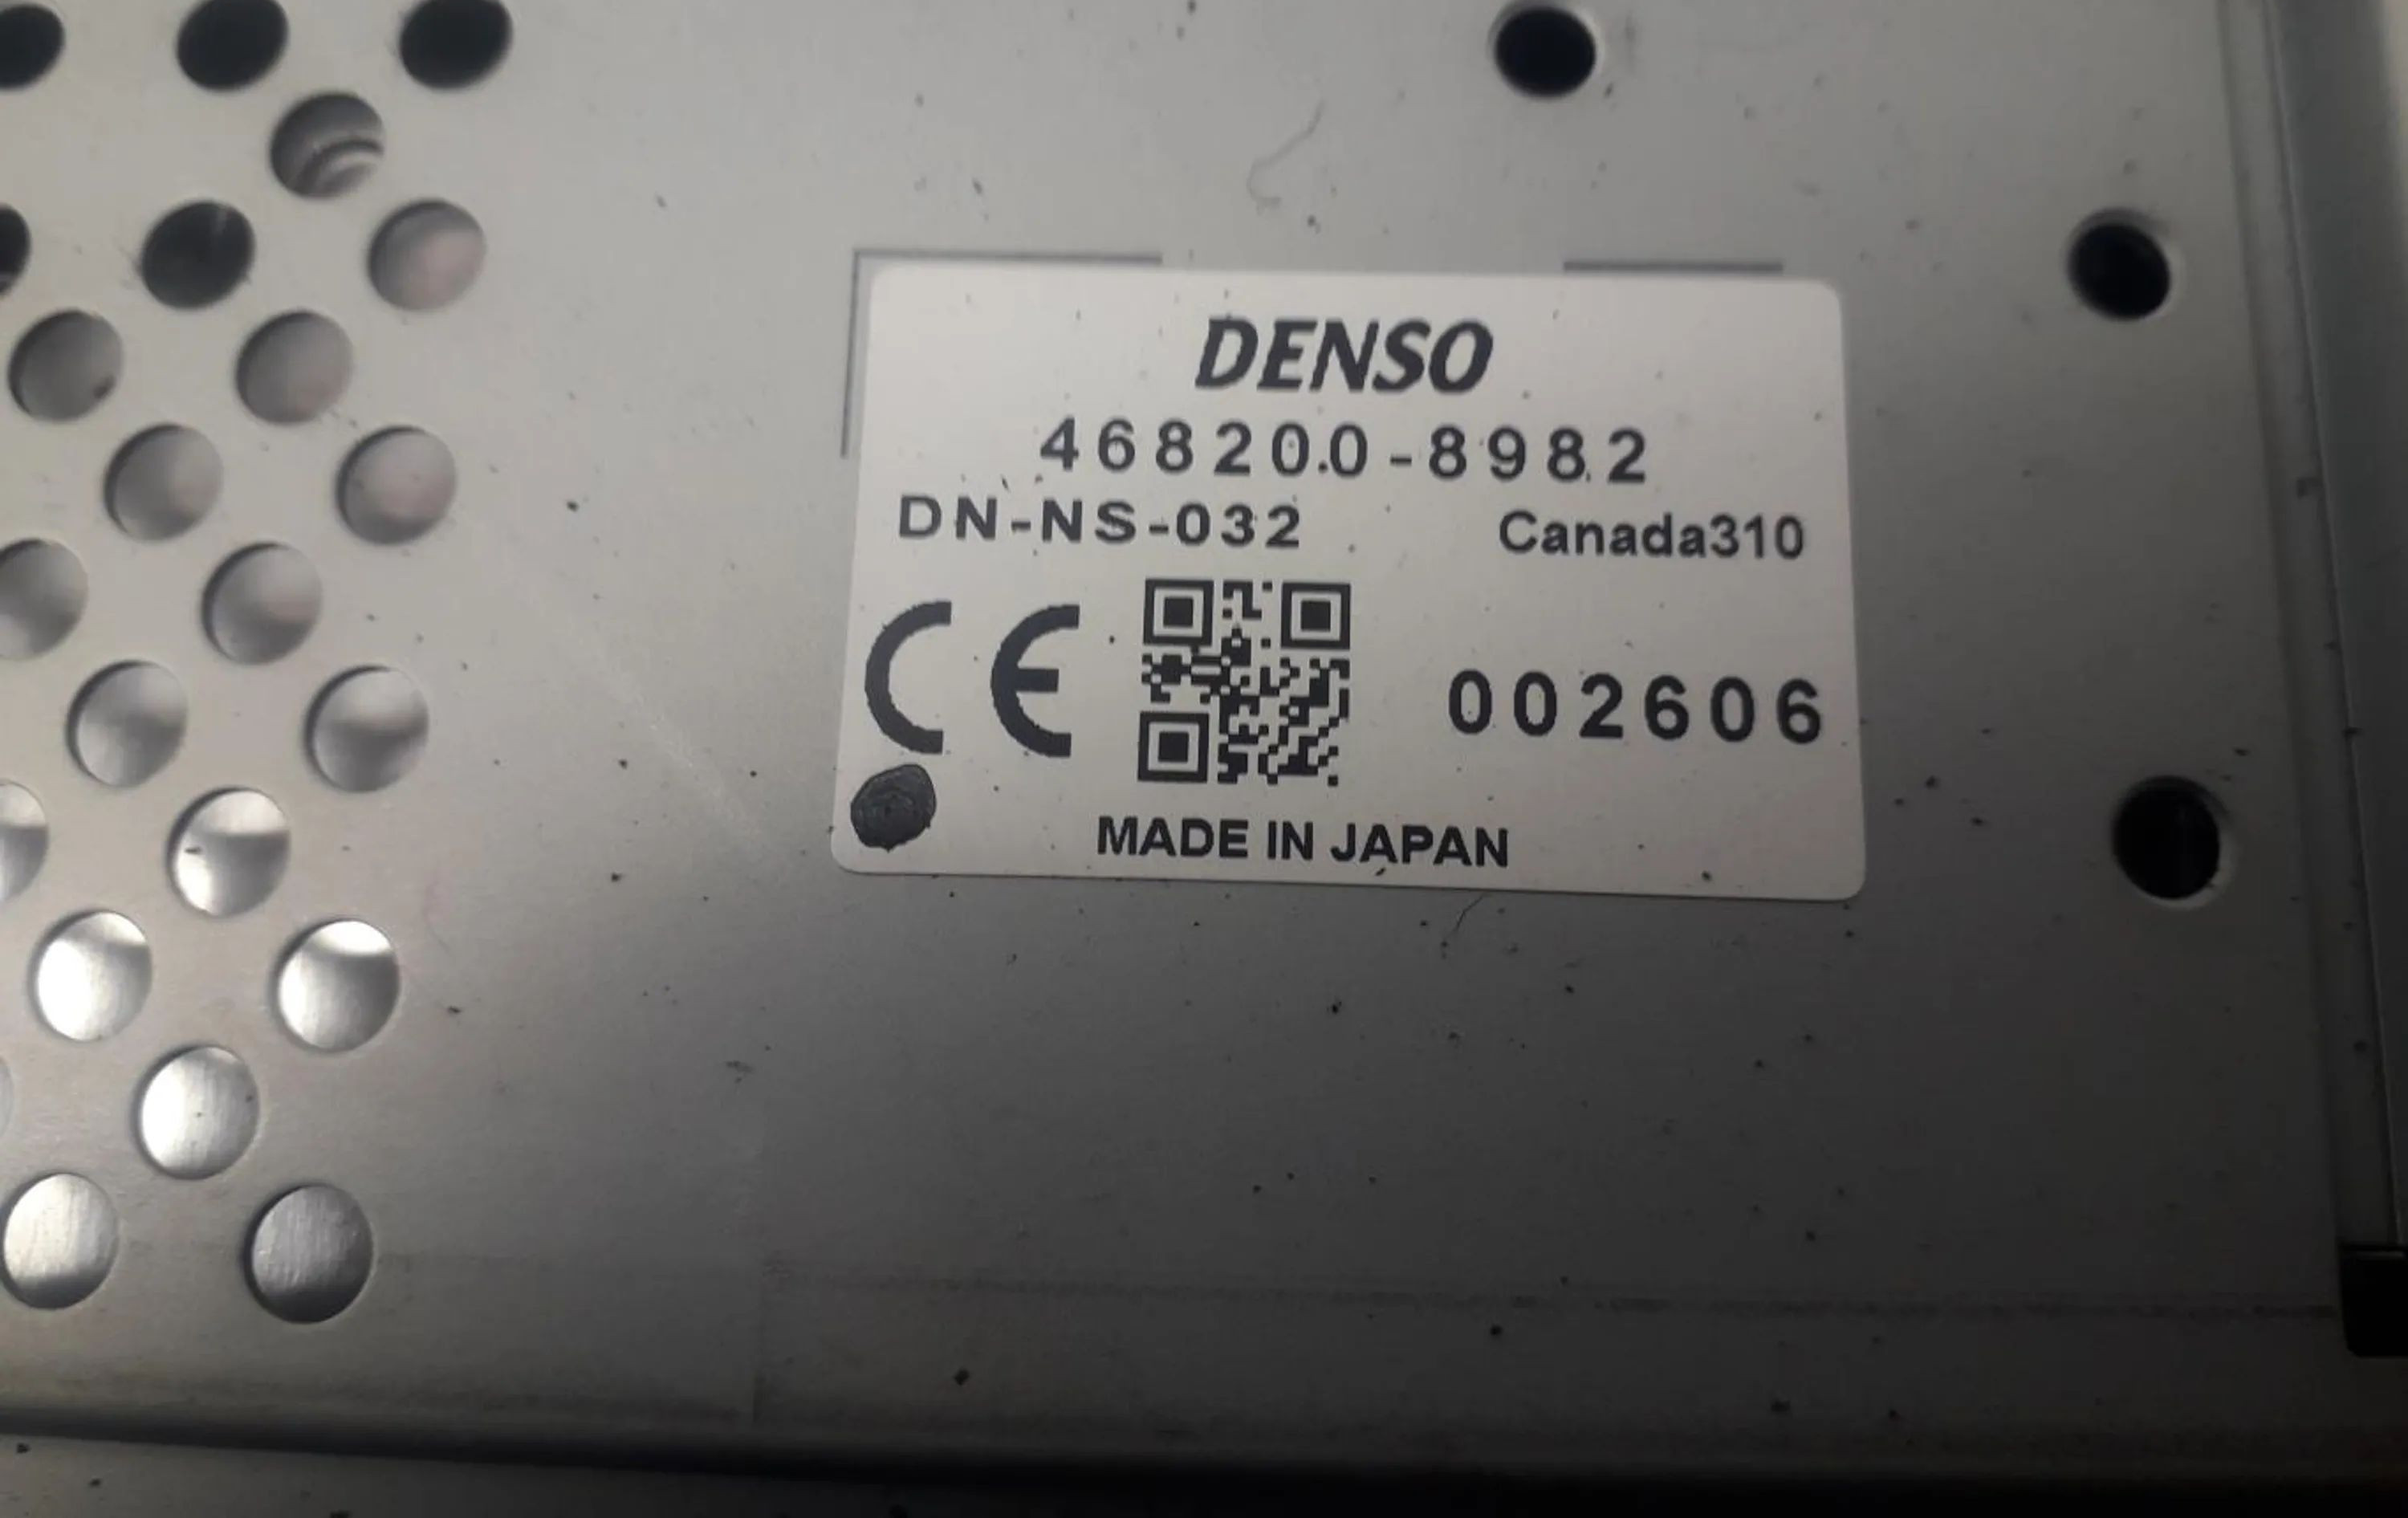 DENSO
468200-8982
DN-NS-032 Canada310
CE
002606
MADE IN JAPAN